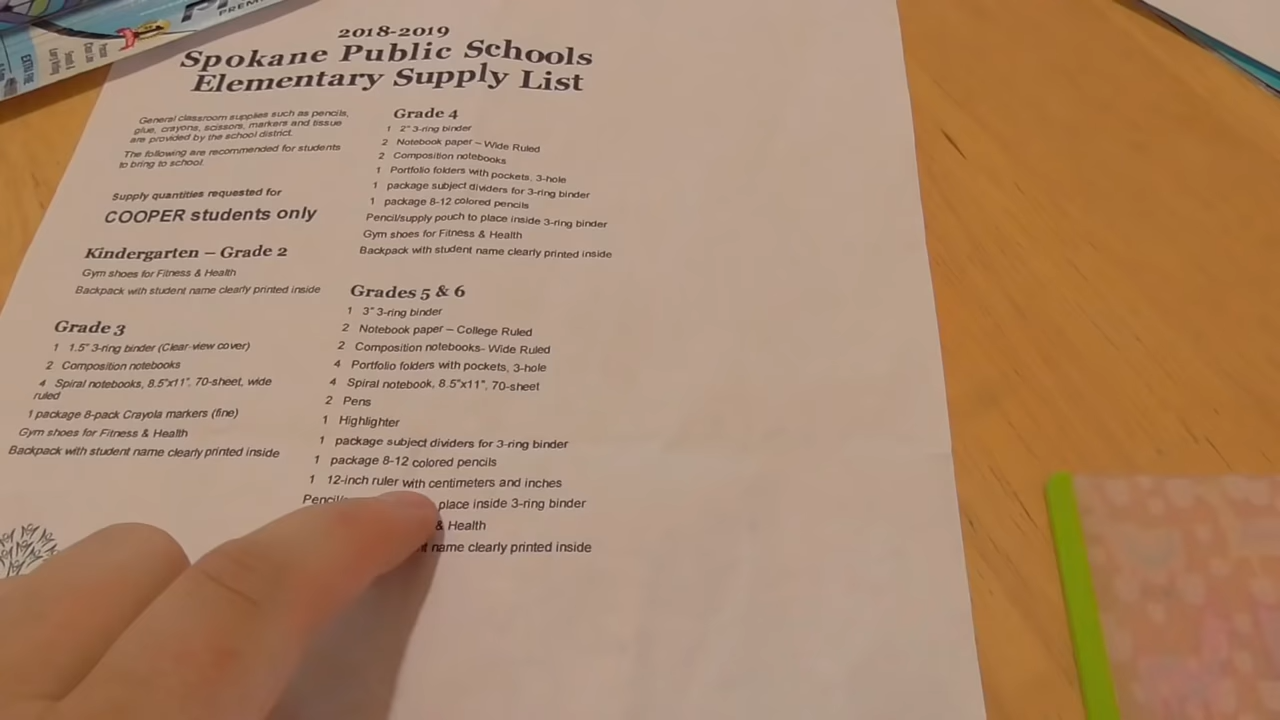 PREM
EXTO RE
2018-2019
Spokane Public Schools
Elementary Supply List
General classroom supplies such as pencils,
glue, crayons, scissors, markers and tissue
are provided by the school district.
The following are recommended for students
to bring to school.
Supply quantities requested for
COOPER students only
Kindergarten – Grade 2
Gym shoes for Fitness & Health
Backpack with student name clearly printed inside
Grade 3
1 1.5" 3-ring binder (Clear-view cover)
2 Composition notebooks
4 Spiral notebooks, 8.5"x11", 70-sheet, wide
ruled
1 package 8-pack Crayola markers (fine)
Gym shoes for Fitness & Health
Backpack with student name clearly printed inside
Grade 4
1 2" 3-ring binder
2 Notebook paper – Wide Ruled
2 Composition notebooks
1 Portfolio folders with pockets, 3-hole
1 package subject dividers for 3-ring binder
1 package 8-12 colored pencils
Pencil/supply pouch to place inside 3-ring binder
Gym shoes for Fitness & Health
Backpack with student name clearly printed inside
Grades 5 & 6
1 3" 3-ring binder
2 Notebook paper – College Ruled
2 Composition notebooks- Wide Ruled
4 Portfolio folders with pockets, 3-hole
4 Spiral notebook, 8.5"x11", 70-sheet
2 Pens
1 Highlighter
1 package subject dividers for 3-ring binder
1 package 8-12 colored pencils
1 12-inch ruler with centimeters and inches
Pencil/ place inside 3-ring binder
& Health
name clearly printed inside